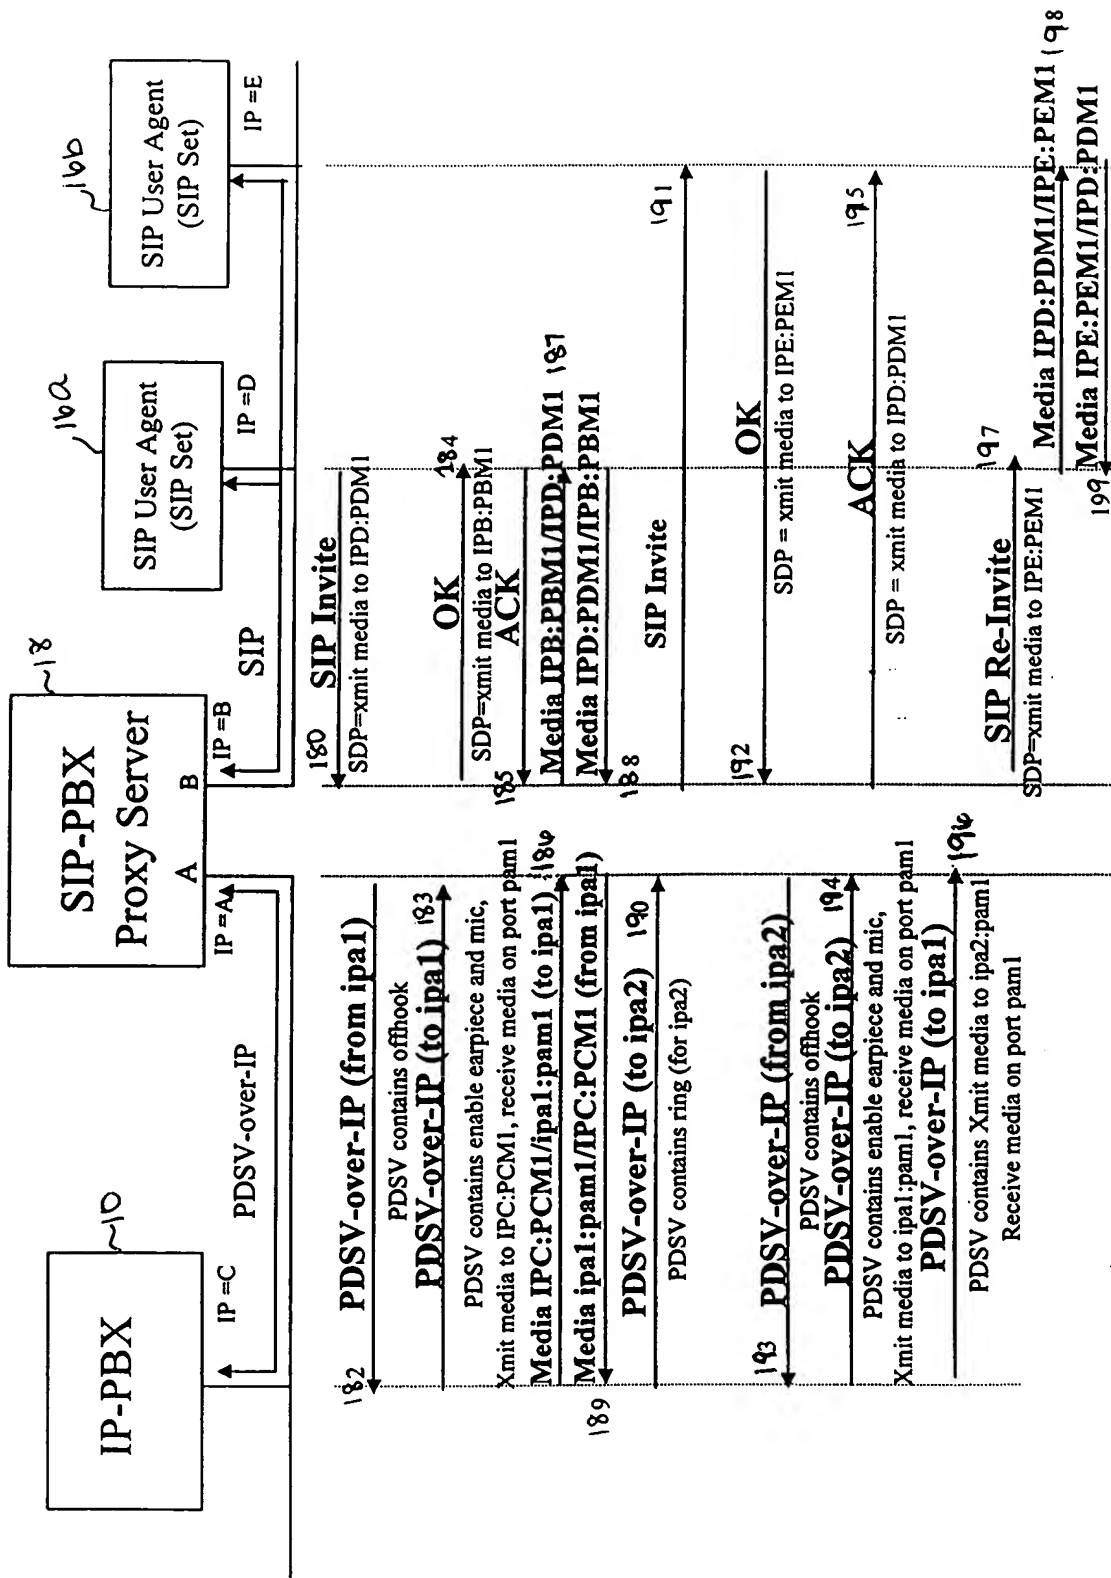 IP-PBX
~10
IP =C
PDSV-over-IP
SIP-PBX
Proxy Server
~18
A
B
IP =A
IP =B
SIP
SIP User Agent
(SIP Set)
16a
IP =D
SIP User Agent
(SIP Set)
16b
IP =E
180
SIP Invite
SDP=xmit media to IPD:PDM1
182
PDSV-over-IP (from ipa1)
PDSV contains offhook
PDSV-over-IP (to ipa1)
183
PDSV contains enable earpiece and mic,
Xmit media to IPC:PCM1, receive media on port pam1
OK
184
SDP=xmit media to IPB:PBM1
ACK
185
Media IPC:PCM1/ipa1:pam1 (to ipa1)
186
Media IPB:PBM1/IPD:PDM1
187
Media IPD:PDM1/IPB:PBM1
188
Media ipa1:pam1/IPC:PCM1 (from ipa1)
189
PDSV-over-IP (to ipa2)
190
PDSV contains ring (for ipa2)
SIP Invite
191
OK
192
SDP = xmit media to IPE:PEM1
193
PDSV-over-IP (from ipa2)
PDSV contains offhook
PDSV-over-IP (to ipa2)
194
PDSV contains enable earpiece and mic,
Xmit media to ipa1:pam1, receive media on port pam1
ACK
195
SDP = xmit media to IPD:PDM1
PDSV-over-IP (to ipa1)
196
PDSV contains Xmit media to ipa2:pam1
Receive media on port pam1
SIP Re-Invite
197
SDP=xmit media to IPE:PEM1
Media IPD:PDM1/IPE:PEM1
198
Media IPE:PEM1/IPD:PDM1
199